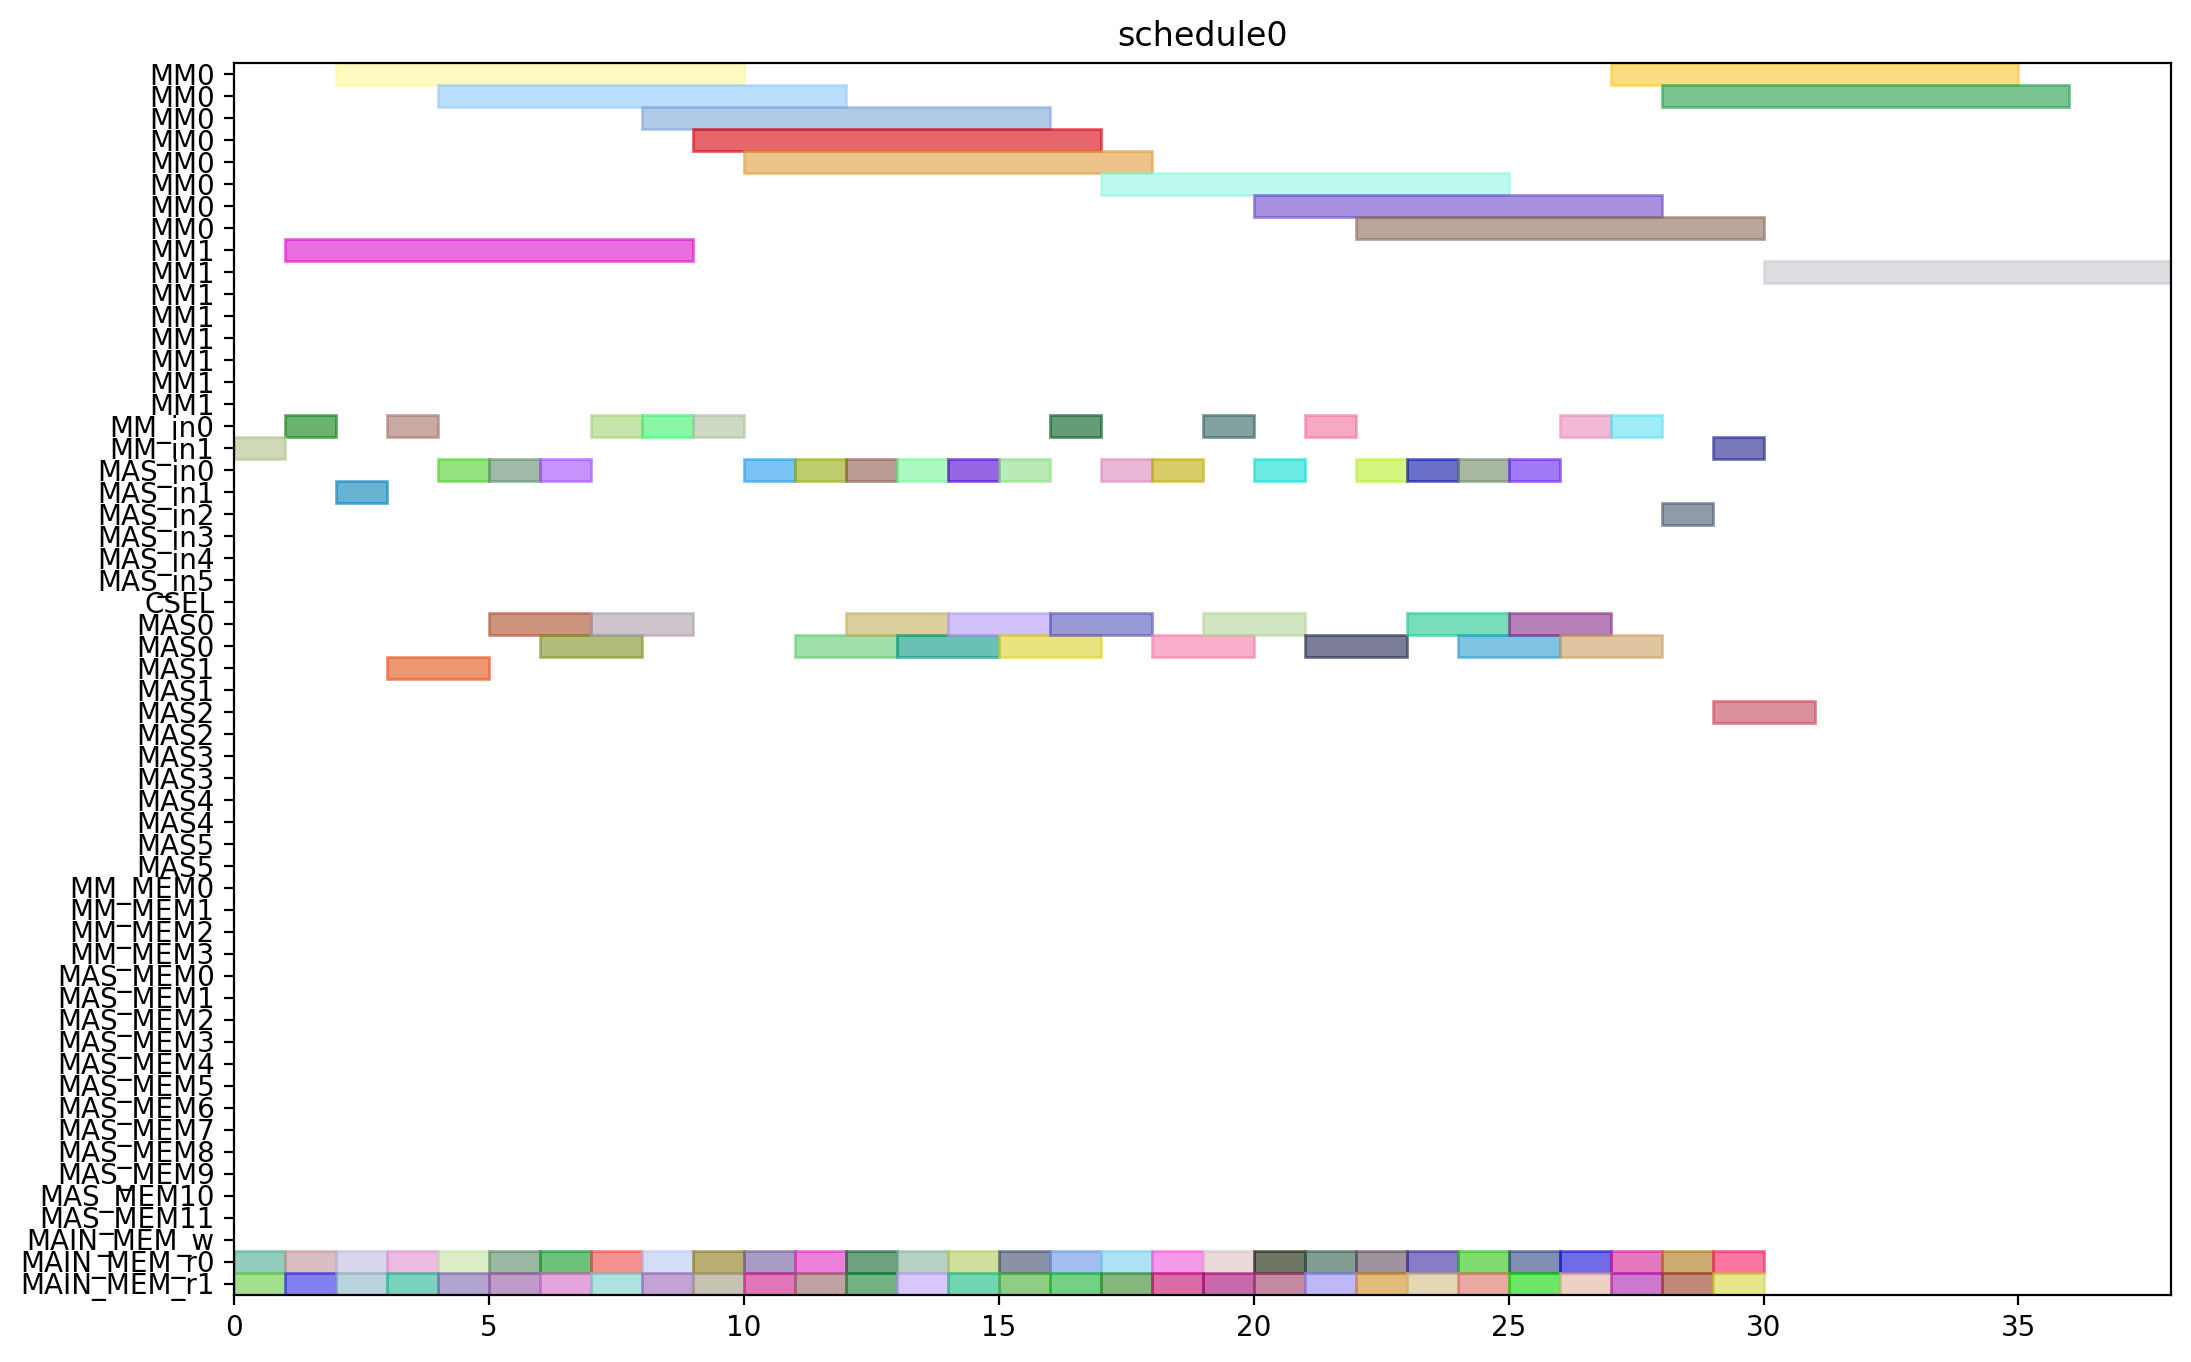 schedule0
MM0
MM0
MM0
MM0
MM0
MM0
MM0
MM0
MM1
MM1
MM1
MM1
MM1
MM1
MM1
MM1
MM_in0
MM_in1
MAS_in0
MAS_in1
MAS_in2
MAS_in3
MAS_in4
MAS_in5
CSEL
MAS0
MAS0
MAS1
MAS1
MAS2
MAS2
MAS3
MAS3
MAS4
MAS4
MAS5
MAS5
MM_MEM0
MM_MEM1
MM_MEM2
MM_MEM3
MAS_MEM0
MAS_MEM1
MAS_MEM2
MAS_MEM3
MAS_MEM4
MAS_MEM5
MAS_MEM6
MAS_MEM7
MAS_MEM8
MAS_MEM9
MAS_MEM10
MAS_MEM11
MAIN_MEM_w
MAIN_MEM_r0
MAIN_MEM_r1
0 5 10 15 20 25 30 35